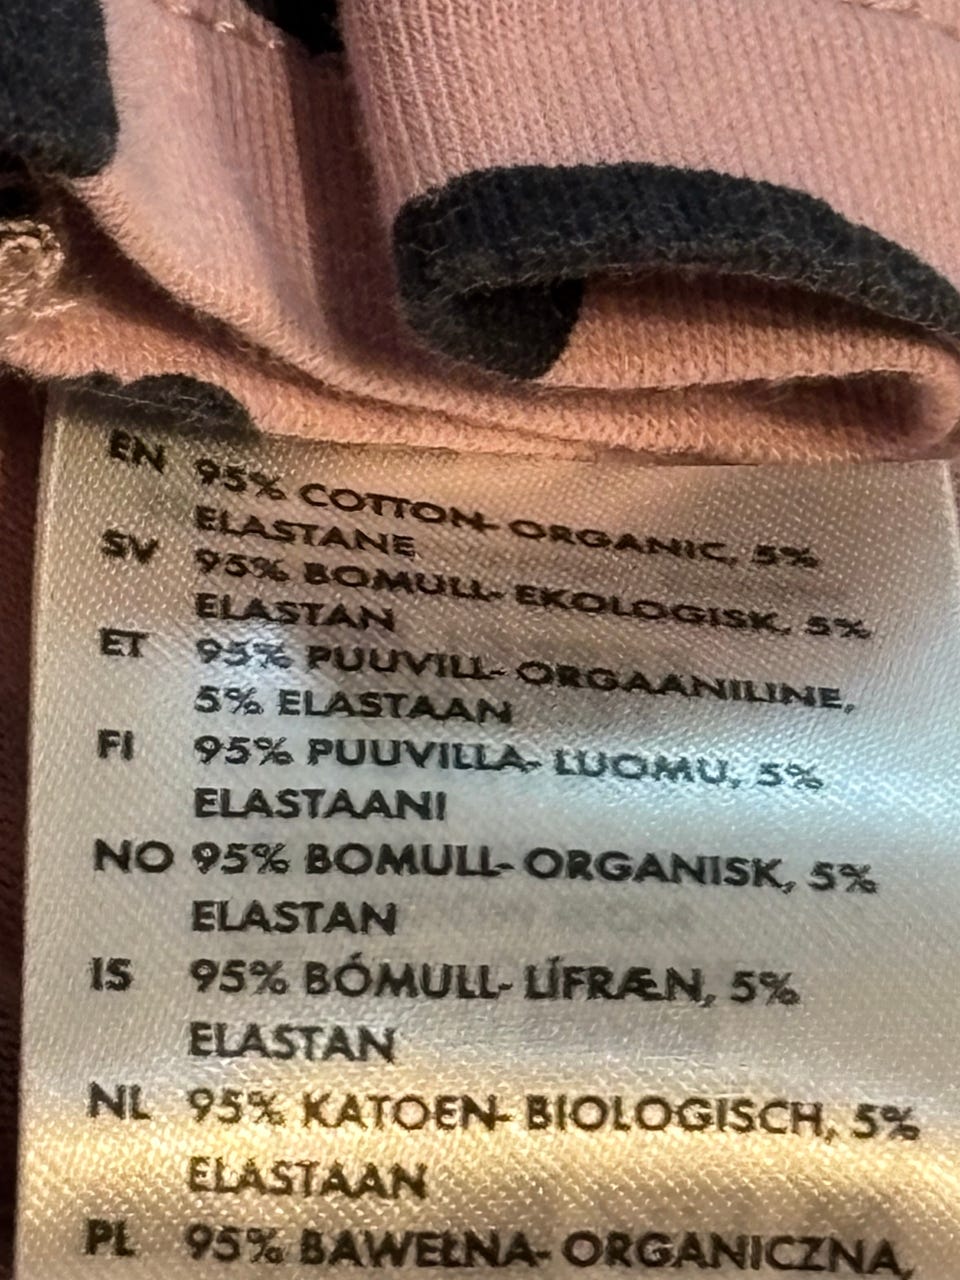 EN 95% COTTON- ORGANIC, 5%
ELASTANE
SV 95% BOMULL- EKOLOGISK, 5%
ELASTAN
ET 95% PUUVILL- ORGAANILINE,
5% ELASTAAN
FI 95% PUUVILLA- LUOMU, 5%
ELASTAANI
NO 95% BOMULL- ORGANISK, 5%
ELASTAN
IS 95% BÓMULL- LÍFRÆN, 5%
ELASTAN
NL 95% KATOEN- BIOLOGISCH, 5%
ELASTAAN
PL 95% BAWEŁNA- ORGANICZNA,